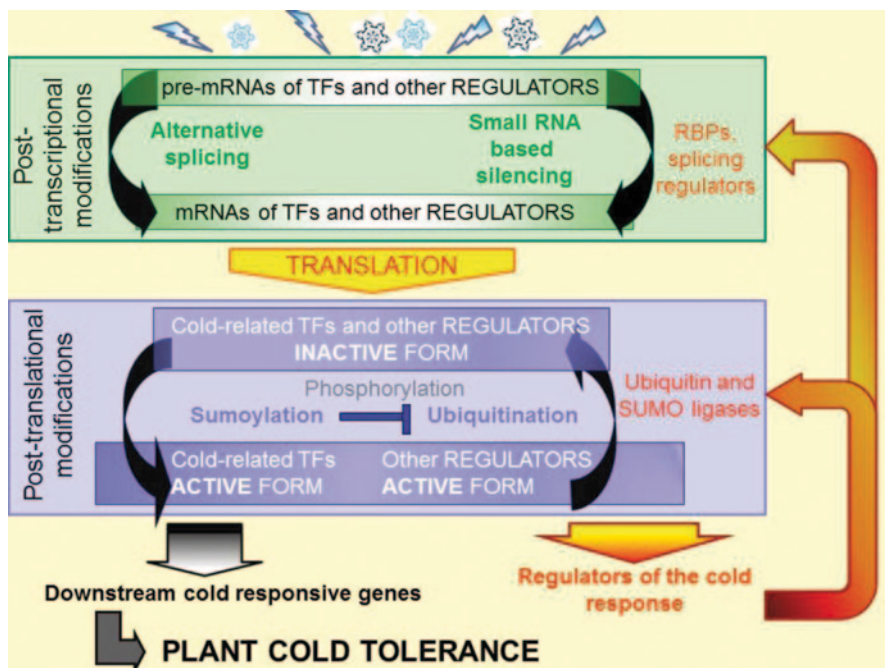 Post-
transcriptional
modifications
pre-mRNAs of TFs and other REGULATORS
Alternative
splicing
Small RNA
based
silencing
RBPs,
splicing
regulators
mRNAs of TFs and other REGULATORS
TRANSLATION
Post-translational
modifications
Cold-related TFs and other REGULATORS
INACTIVE FORM
Phosphorylation
Sumoylation
Ubiquitination
Ubiquitin and
SUMO ligases
Cold-related TFs
ACTIVE FORM
Other REGULATORS
ACTIVE FORM
Downstream cold responsive genes
Regulators of the cold
response
PLANT COLD TOLERANCE